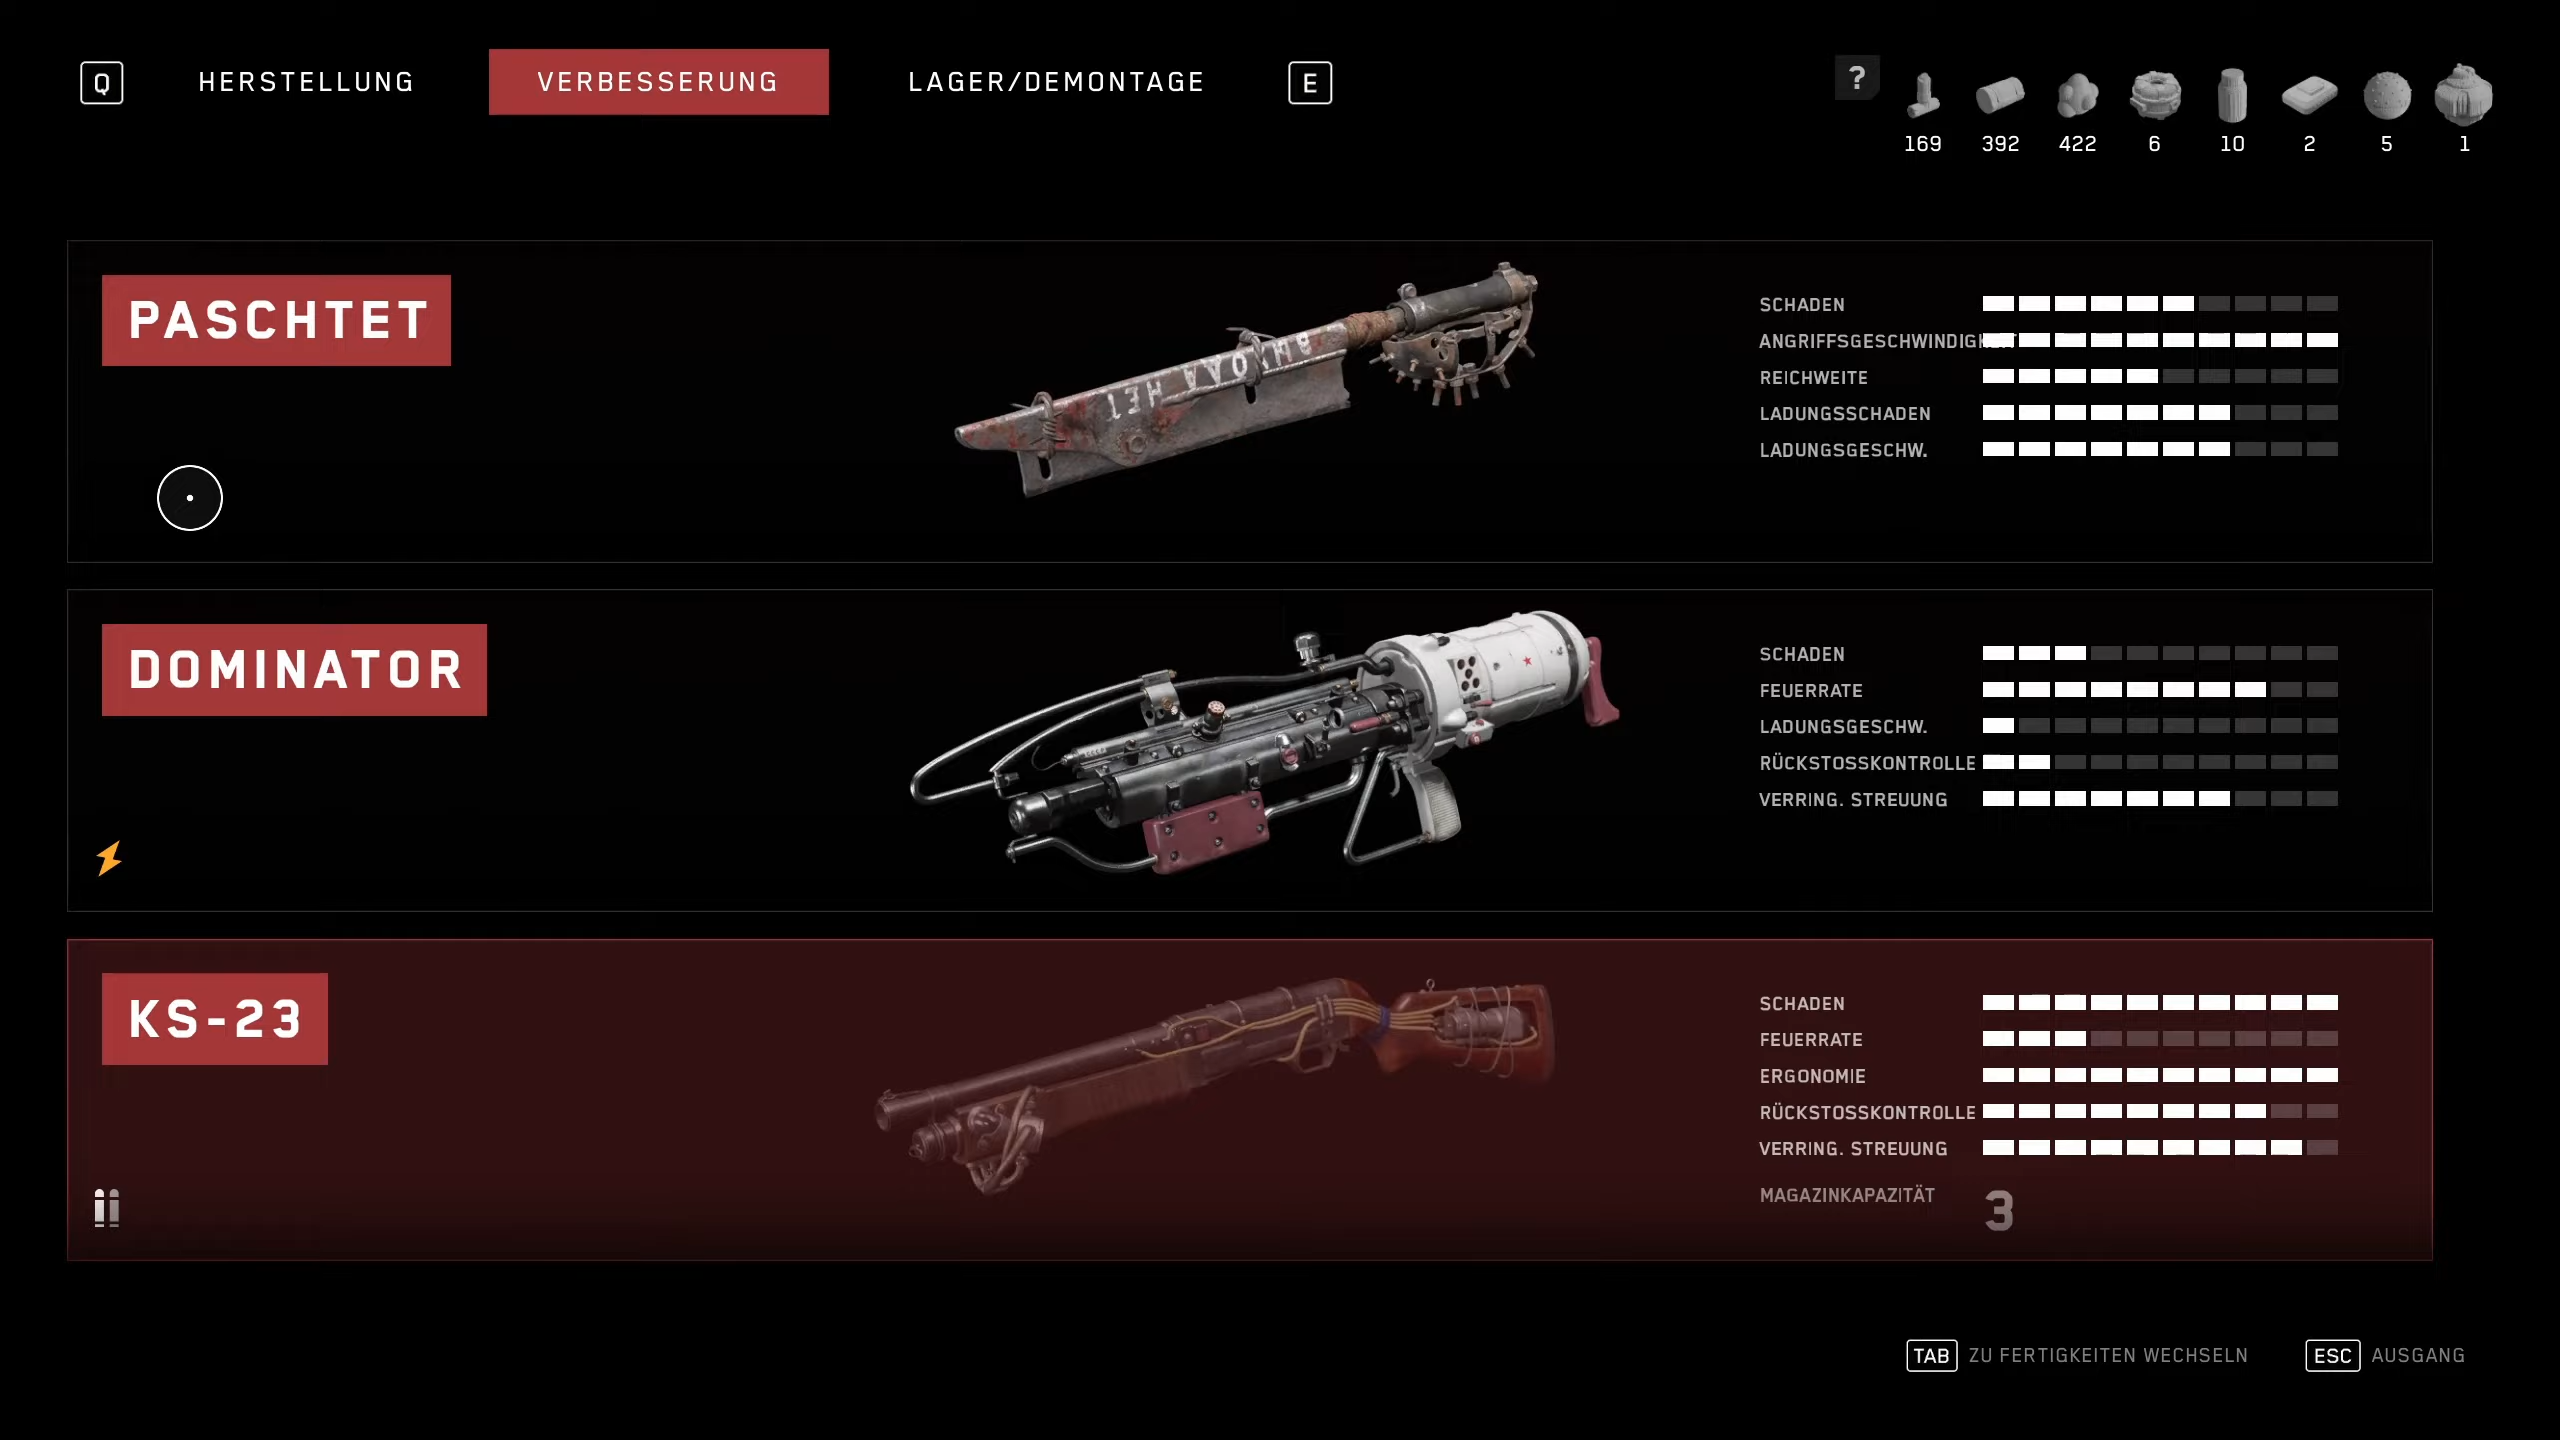 Q HERSTELLUNG VERBESSERUNG LAGER/DEMONTAGE E
?
169 392 422 6 10 2 5 1
PASCHTET
SCHADEN
ANGRIFFSGESCHWINDIGKEIT
REICHWEITE
LADUNGSSCHADEN
LADUNGSGESCHW.
DOMINATOR
SCHADEN
FEUERRATE
LADUNGSGESCHW.
RÜCKSTOSSKONTROLLE
VERRING. STREUUNG
KS-23
SCHADEN
FEUERRATE
ERGONOMIE
RÜCKSTOSSKONTROLLE
VERRING. STREUUNG
MAGAZINKAPAZITÄT 3
TAB ZU FERTIGKEITEN WECHSELN ESC AUSGANG